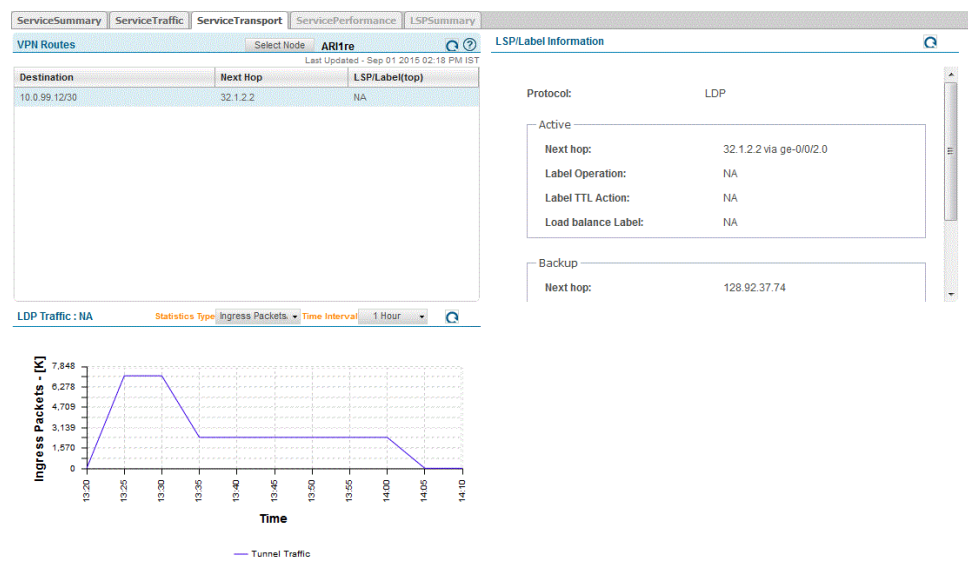 ServiceSummary ServiceTraffic ServiceTransport ServicePerformance LSPSummary
VPN Routes Select Node ARI1re
Last Updated - Sep 01 2015 02:18 PM IST
Destination Next Hop LSP/Label(top)
10.0.99.12/30 32.1.2.2 NA
LSP/Label Information
Protocol: LDP
Active
Next hop: 32.1.2.2 via ge-0/0/2.0
Label Operation: NA
Label TTL Action: NA
Load balance Label: NA
Backup
Next hop: 128.92.37.74
LDP Traffic : NA Statistics Type Ingress Packets Time Interval 1 Hour
Ingress Packets - [K]
7,848
6,278
4,709
3,139
1,570
0
13:20 13:25 13:30 13:35 13:40 13:45 13:50 13:55 14:00 14:05 14:10
Time
Tunnel Traffic